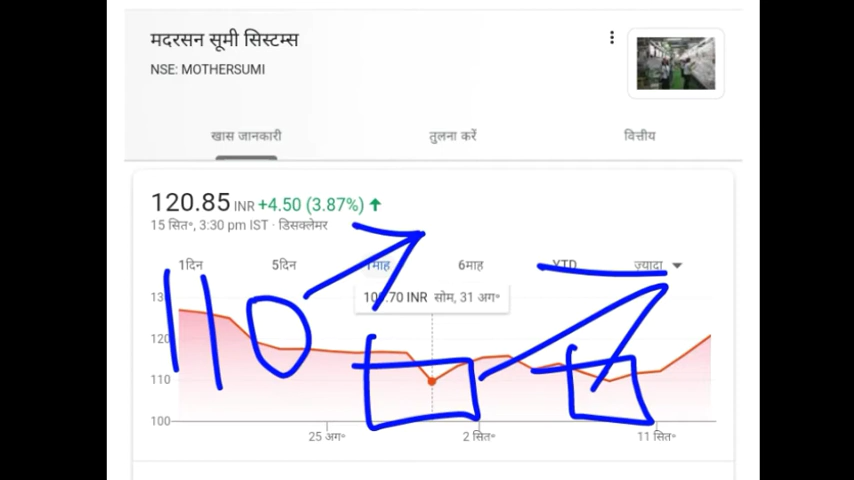 मदरसन सूमी सिस्टम्स
NSE: MOTHERSUMI
खास जानकारी तुलना करें वित्तीय
120.85 INR +4.50 (3.87%) ↑
15 सित॰, 3:30 pm IST · डिसक्लेमर
1दिन 5दिन 1माह 6माह YTD ज़्यादा
110
INR सोम, 31 अग॰
120
110
100
25 अग॰ 2 सित॰ 11 सित॰